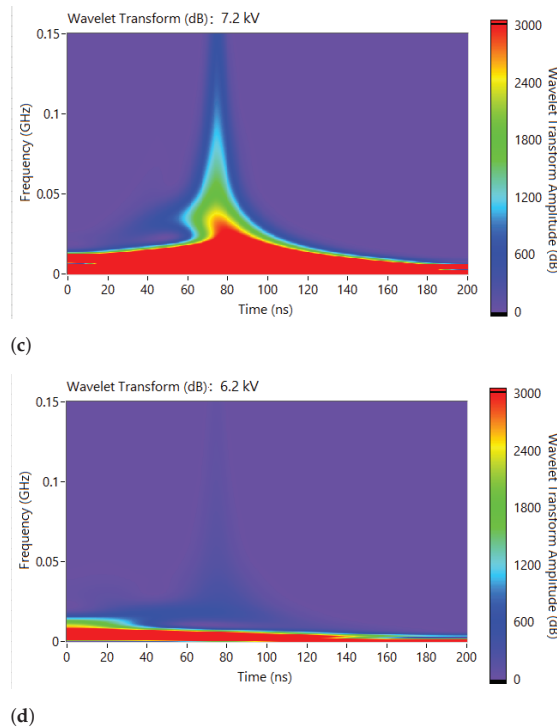 Wavelet Transform (dB): 7.2 kV
0.15
0.1
0.05
0
Frequency (GHz)
0 20 40 60 80 100 120 140 160 180 200
Time (ns)
3000
2400
1800
1200
600
0
Wavelet Transform Amplitude (dB)
(c)
Wavelet Transform (dB): 6.2 kV
0.15
0.1
0.05
0
Frequency (GHz)
0 20 40 60 80 100 120 140 160 180 200
Time (ns)
3000
2400
1800
1200
600
0
Wavelet Transform Amplitude (dB)
(d)